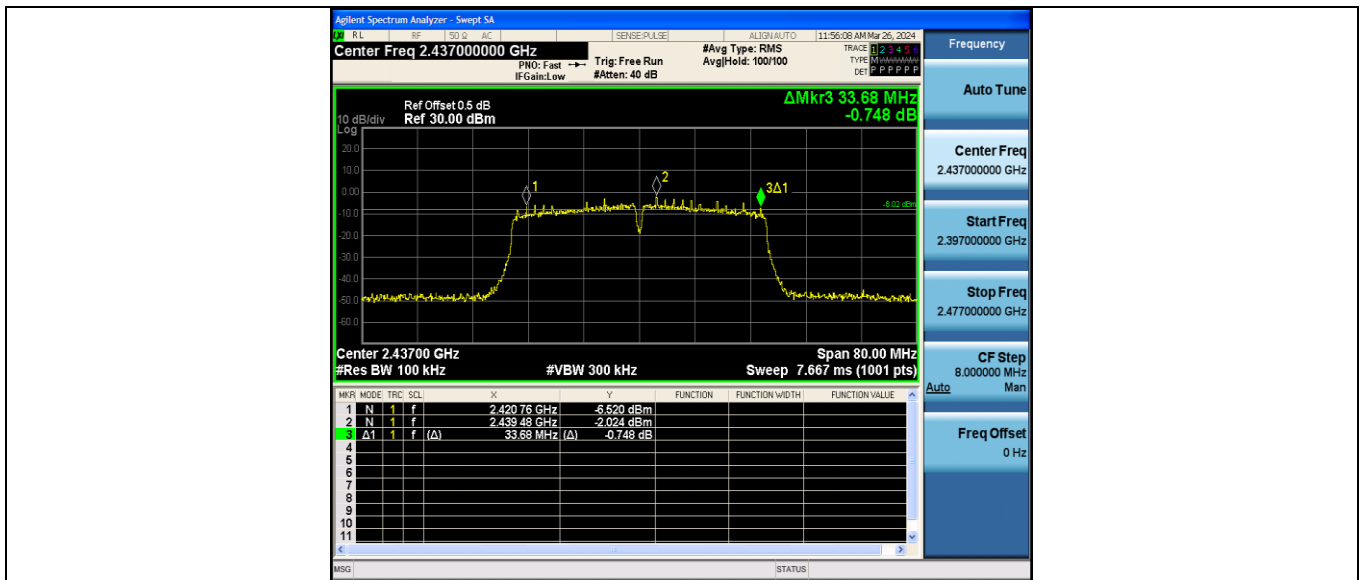 Agilent Spectrum Analyzer - Swept SA
RL RF 50 Ω AC SENSE:PULSE ALIGNAUTO 11:56:08 AM Mar 26, 2024
Center Freq 2.437000000 GHz
PNO: Fast
IFGain:Low
Trig: Free Run
#Atten: 40 dB
#Avg Type: RMS
Avg|Hold: 100/100
TRACE 1 2 3 4 5 6
TYPE MWWWWW
DET P P P P P P
ΔMkr3 33.68 MHz
-0.748 dB
Ref Offset 0.5 dB
Ref 30.00 dBm
10 dB/div
Log
20.0
10.0
0.00
-10.0
-20.0
-30.0
-40.0
-50.0
-60.0
1
2
3Δ1
-8.02 dBm
Center 2.43700 GHz Span 80.00 MHz
#Res BW 100 kHz #VBW 300 kHz Sweep 7.667 ms (1001 pts)
MKR MODE TRC SCL X Y FUNCTION FUNCTION WIDTH FUNCTION VALUE
1 N 1 f 2.420 76 GHz -6.520 dBm
2 N 1 f 2.439 48 GHz -2.024 dBm
3 Δ1 1 f (Δ) 33.68 MHz (Δ) -0.748 dB
4
5
6
7
8
9
10
11
MSG STATUS
Frequency
Auto Tune
Center Freq
2.437000000 GHz
Start Freq
2.397000000 GHz
Stop Freq
2.477000000 GHz
CF Step
8.000000 MHz
Auto Man
Freq Offset
0 Hz